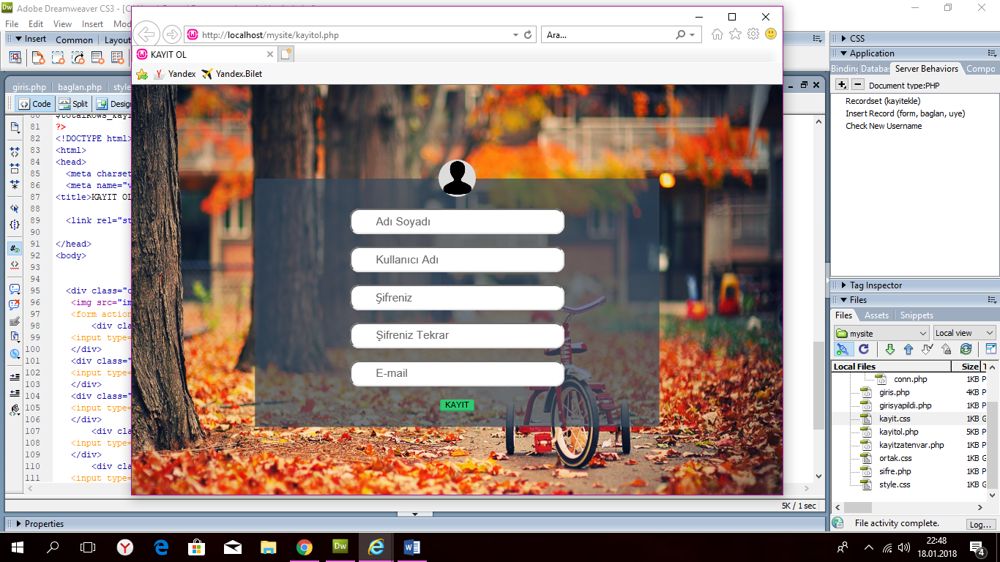 Adobe Dreamweaver CS3 - [C
File Edit View Insert Mod
Insert Common Layou
giris.php baglan.php style
Code Split Design
http://localhost/mysite/kayitol.php
Ara...
KAYIT OL
Yandex Yandex.Bilet
80 $totalRows_kayi
81 ?>
82 <!DOCTYPE html>
83 <html>
84 <head>
85 <meta charset
86 <meta name="v
87 <title>KAYIT OL
88
89 <link rel="st
90
91 </head>
92 <body>
93
94
95 <div class="c
96 <img src="im
97 <form action
98 <div cla
99 <input type=
100 </div>
101 <div class="
102 <input type=
103 </div>
104 <div class="
105 <input type=
106 </div>
107 <div cla
108 <input type=
109 </div>
110 <div cla
111 <input type=
Adı Soyadı
Kullanıcı Adı
Şifreniz
Şifreniz Tekrar
E-mail
KAYIT
5K / 1 sec
Properties
CSS
Application
Binding Databa Server Behaviors Compo
Document type:PHP
Recordset (kayitekle)
Insert Record (form, baglan, uye)
Check New Username
Tag Inspector
Files
Files Assets Snippets
mysite Local view
Local Files Size T
conn.php 1KB P
giris.php 4KB P
girisyapildi.php 1KB P
kayit.css 1KB G
kayitol.php 5KB P
kayitzatenvar.php 1KB P
ortak.css 1KB G
sifre.php 1KB P
style.css 1KB G
File activity complete. Log...
22:48
18.01.2018
4